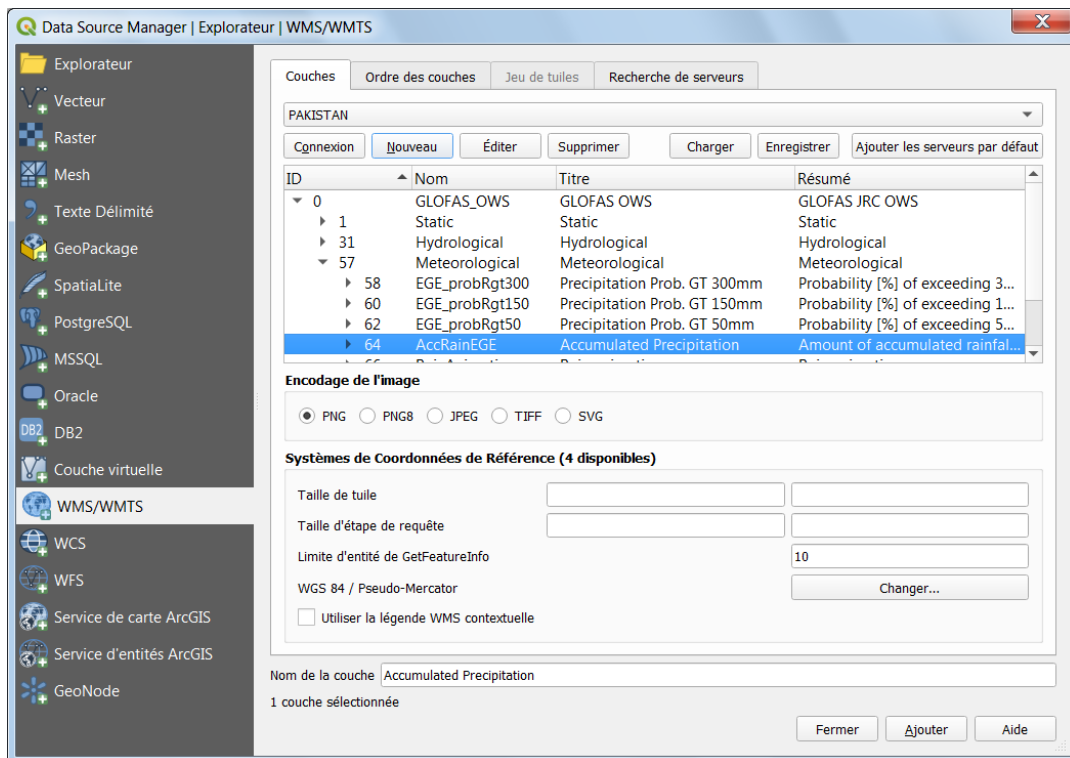 Data Source Manager | Explorateur | WMS/WMTS
Explorateur
Vecteur
Raster
Mesh
Texte Délimité
GeoPackage
SpatiaLite
PostgreSQL
MSSQL
Oracle
DB2 DB2
Couche virtuelle
WMS/WMTS
WCS
WFS
Service de carte ArcGIS
Service d'entités ArcGIS
GeoNode
Couches Ordre des couches Jeu de tuiles Recherche de serveurs
PAKISTAN
Connexion Nouveau Éditer Supprimer Charger Enregistrer Ajouter les serveurs par défaut
ID Nom Titre Résumé
0 GLOFAS_OWS GLOFAS OWS GLOFAS JRC OWS
1 Static Static Static
31 Hydrological Hydrological Hydrological
57 Meteorological Meteorological Meteorological
58 EGE_probRgt300 Precipitation Prob. GT 300mm Probability [%] of exceeding 3...
60 EGE_probRgt150 Precipitation Prob. GT 150mm Probability [%] of exceeding 1...
62 EGE_probRgt50 Precipitation Prob. GT 50mm Probability [%] of exceeding 5...
64 AccRainEGE Accumulated Precipitation Amount of accumulated rainfal...
Encodage de l'image
PNG PNG8 JPEG TIFF SVG
Systèmes de Coordonnées de Référence (4 disponibles)
Taille de tuile
Taille d'étape de requête
Limite d'entité de GetFeatureInfo 10
WGS 84 / Pseudo-Mercator Changer...
Utiliser la légende WMS contextuelle
Nom de la couche Accumulated Precipitation
1 couche sélectionnée
Fermer Ajouter Aide